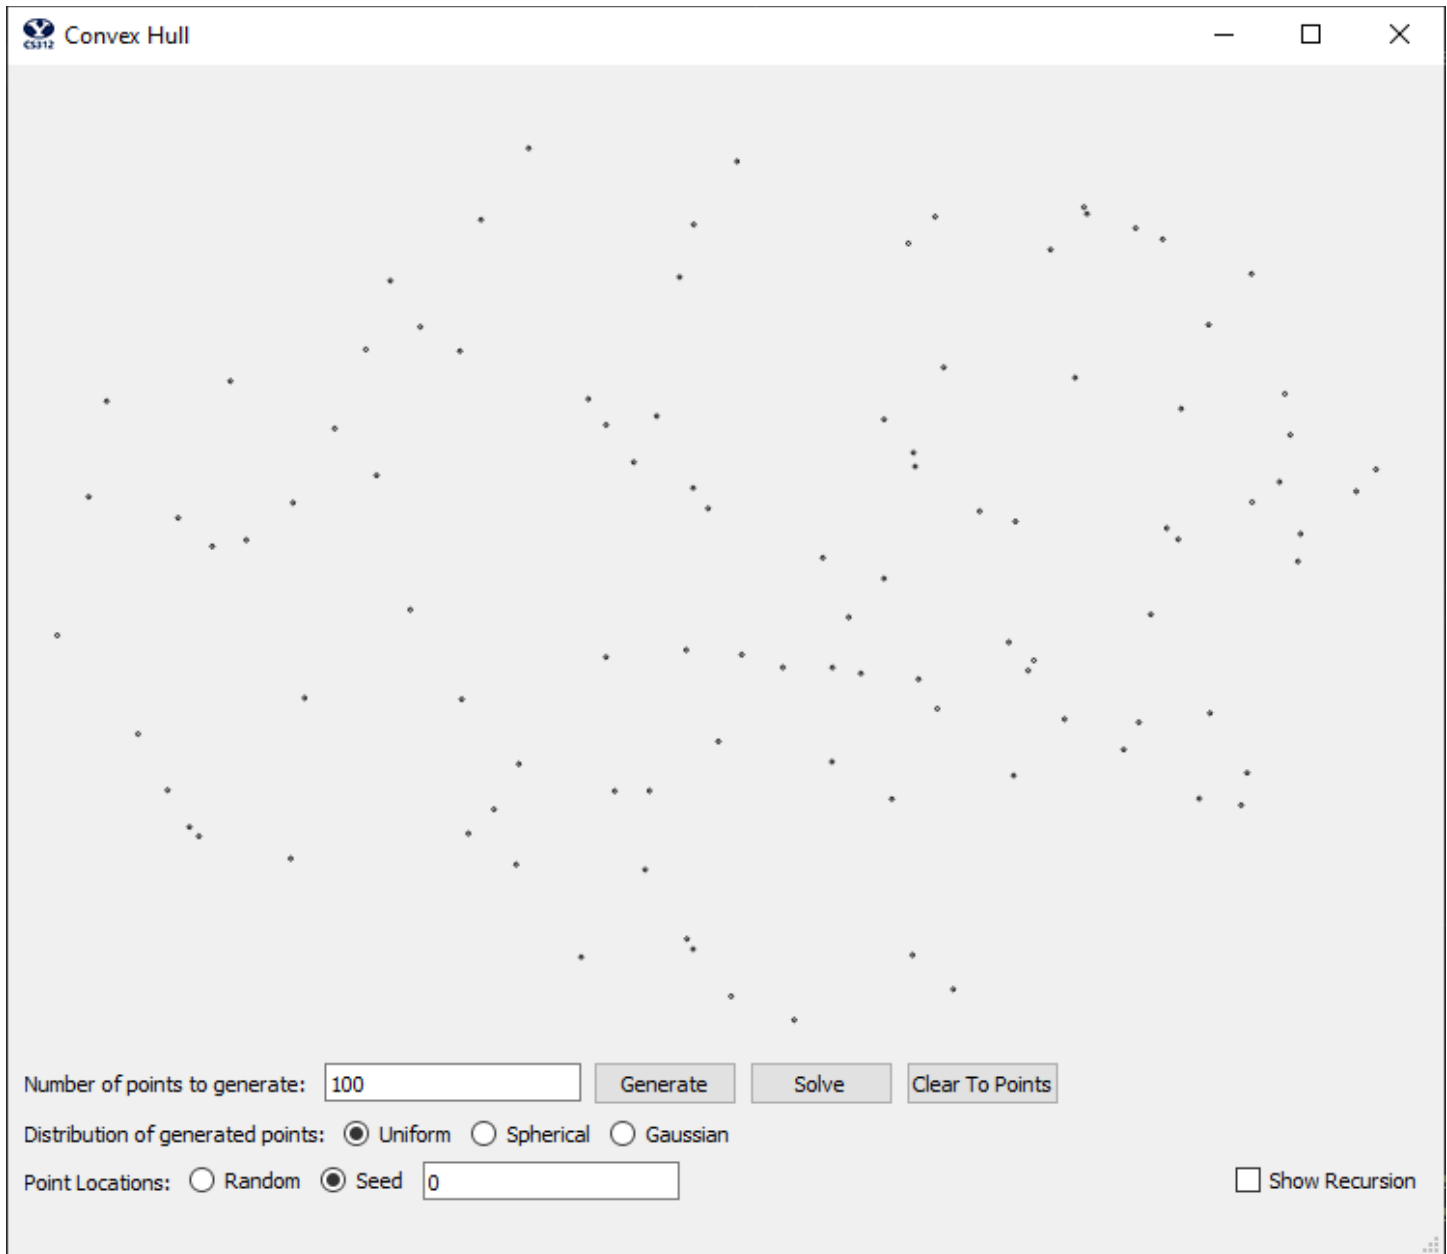 CS312 Convex Hull
Number of points to generate: 100 Generate Solve Clear To Points
Distribution of generated points: Uniform Spherical Gaussian
Point Locations: Random Seed 0 Show Recursion